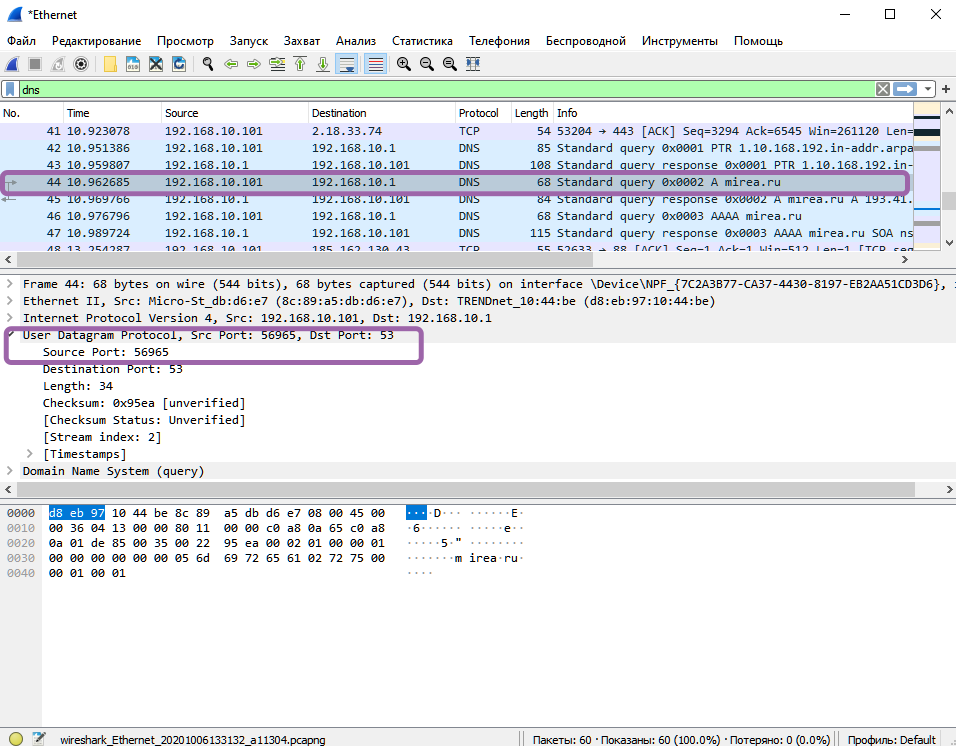 *Ethernet
Файл Редактирование Просмотр Запуск Захват Анализ Статистика Телефония Беспроводной Инструменты Помощь
dns
No. Time Source Destination Protocol Length Info
41 10.923078 192.168.10.101 2.18.33.74 TCP 54 53204 → 443 [ACK] Seq=3294 Ack=6545 Win=261120 Len=
42 10.951386 192.168.10.101 192.168.10.1 DNS 85 Standard query 0x0001 PTR 1.10.168.192.in-addr.arpa
43 10.959807 192.168.10.1 192.168.10.101 DNS 108 Standard query response 0x0001 PTR 1.10.168.192.in-
44 10.962685 192.168.10.101 192.168.10.1 DNS 68 Standard query 0x0002 A mirea.ru
45 10.969766 192.168.10.1 192.168.10.101 DNS 84 Standard query response 0x0002 A mirea.ru A 193.41.
46 10.976796 192.168.10.101 192.168.10.1 DNS 68 Standard query 0x0003 AAAA mirea.ru
47 10.989724 192.168.10.1 192.168.10.101 DNS 115 Standard query response 0x0003 AAAA mirea.ru SOA ns
48 13.254287 192.168.10.101 185.162.130.43 TCP 55 52633 → 88 [ACK] Seq=1 Ack=1 Win=512 Len=1 [TCP seg
Frame 44: 68 bytes on wire (544 bits), 68 bytes captured (544 bits) on interface \Device\NPF_{7C2A3B77-CA37-4430-8197-EB2AA51CD3D6}, i
Ethernet II, Src: Micro-St_db:d6:e7 (8c:89:a5:db:d6:e7), Dst: TRENDnet_10:44:be (d8:eb:97:10:44:be)
Internet Protocol Version 4, Src: 192.168.10.101, Dst: 192.168.10.1
User Datagram Protocol, Src Port: 56965, Dst Port: 53
Source Port: 56965
Destination Port: 53
Length: 34
Checksum: 0x95ea [unverified]
[Checksum Status: Unverified]
[Stream index: 2]
[Timestamps]
Domain Name System (query)
0000 d8 eb 97 10 44 be 8c 89 a5 db d6 e7 08 00 45 00 ····D··· ······E·
0010 00 36 04 13 00 00 80 11 00 00 c0 a8 0a 65 c0 a8 ·6······ ·····e··
0020 0a 01 de 85 00 35 00 22 95 ea 00 02 01 00 00 01 ·····5·" ········
0030 00 00 00 00 00 00 05 6d 69 72 65 61 02 72 75 00 ·······m irea·ru·
0040 00 01 00 01 ····
wireshark_Ethernet_20201006133132_a11304.pcapng Пакеты: 60 · Показаны: 60 (100.0%) · Потеряно: 0 (0.0%) Профиль: Default